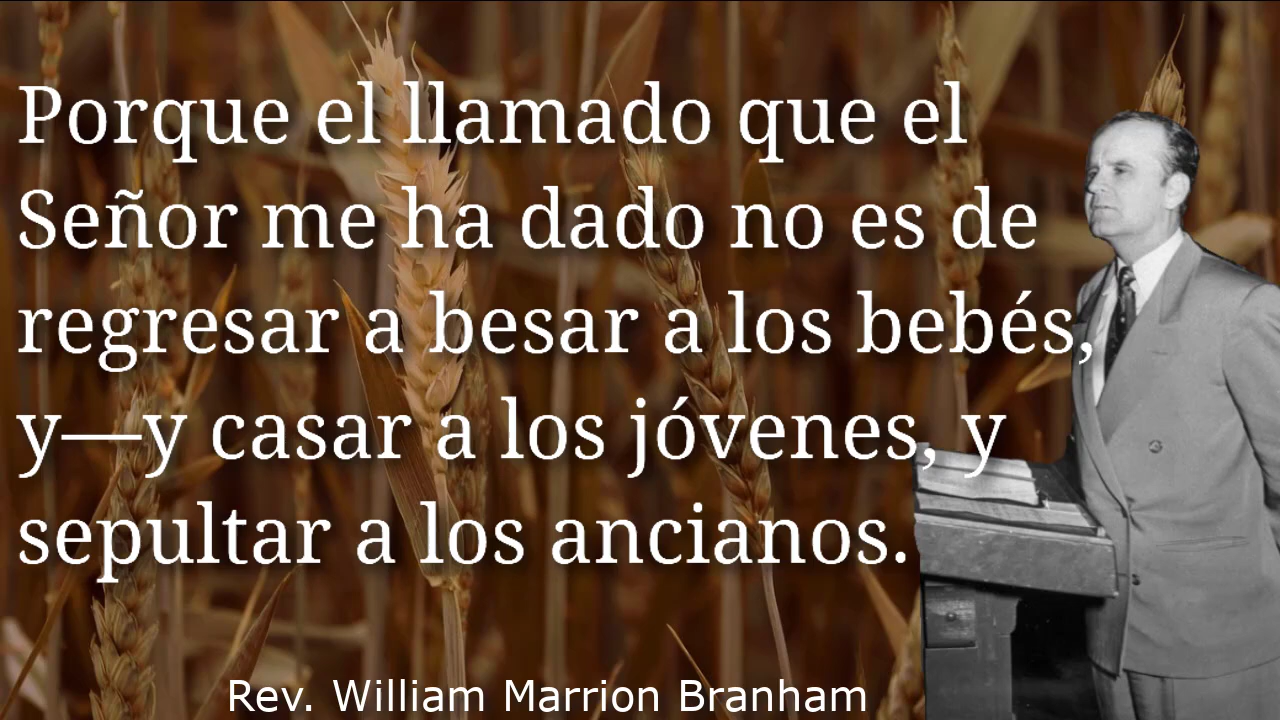 Porque el llamado que el
Señor me ha dado no es de
regresar a besar a los bebés,
y—y casar a los jóvenes, y
sepultar a los ancianos.
Rev. William Marrion Branham